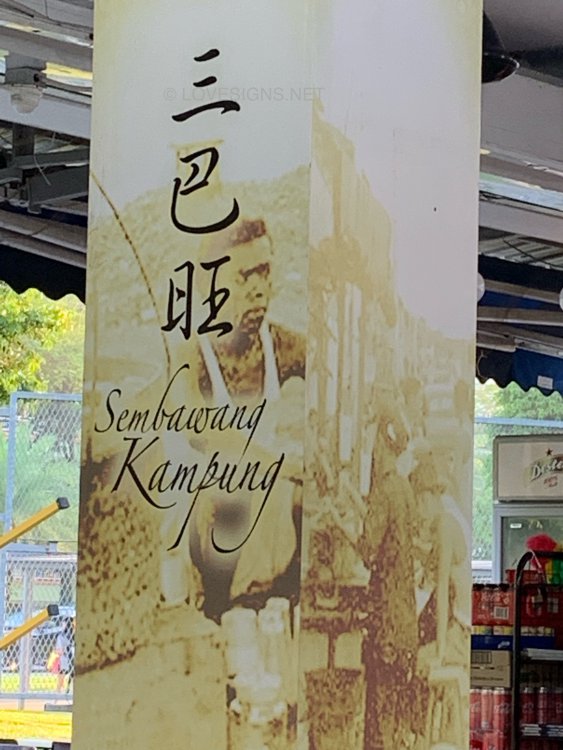 © LOVESIGNS.NET
三巴旺
Sembawang
Kampung